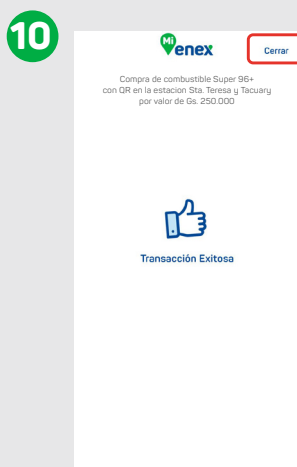 10
Mi
enex
Cerrar
Compra de combustible Super 96+
con QR en la estacion Sta. Teresa y Tacuary
por valor de Gs. 250.000
Transacción Exitosa